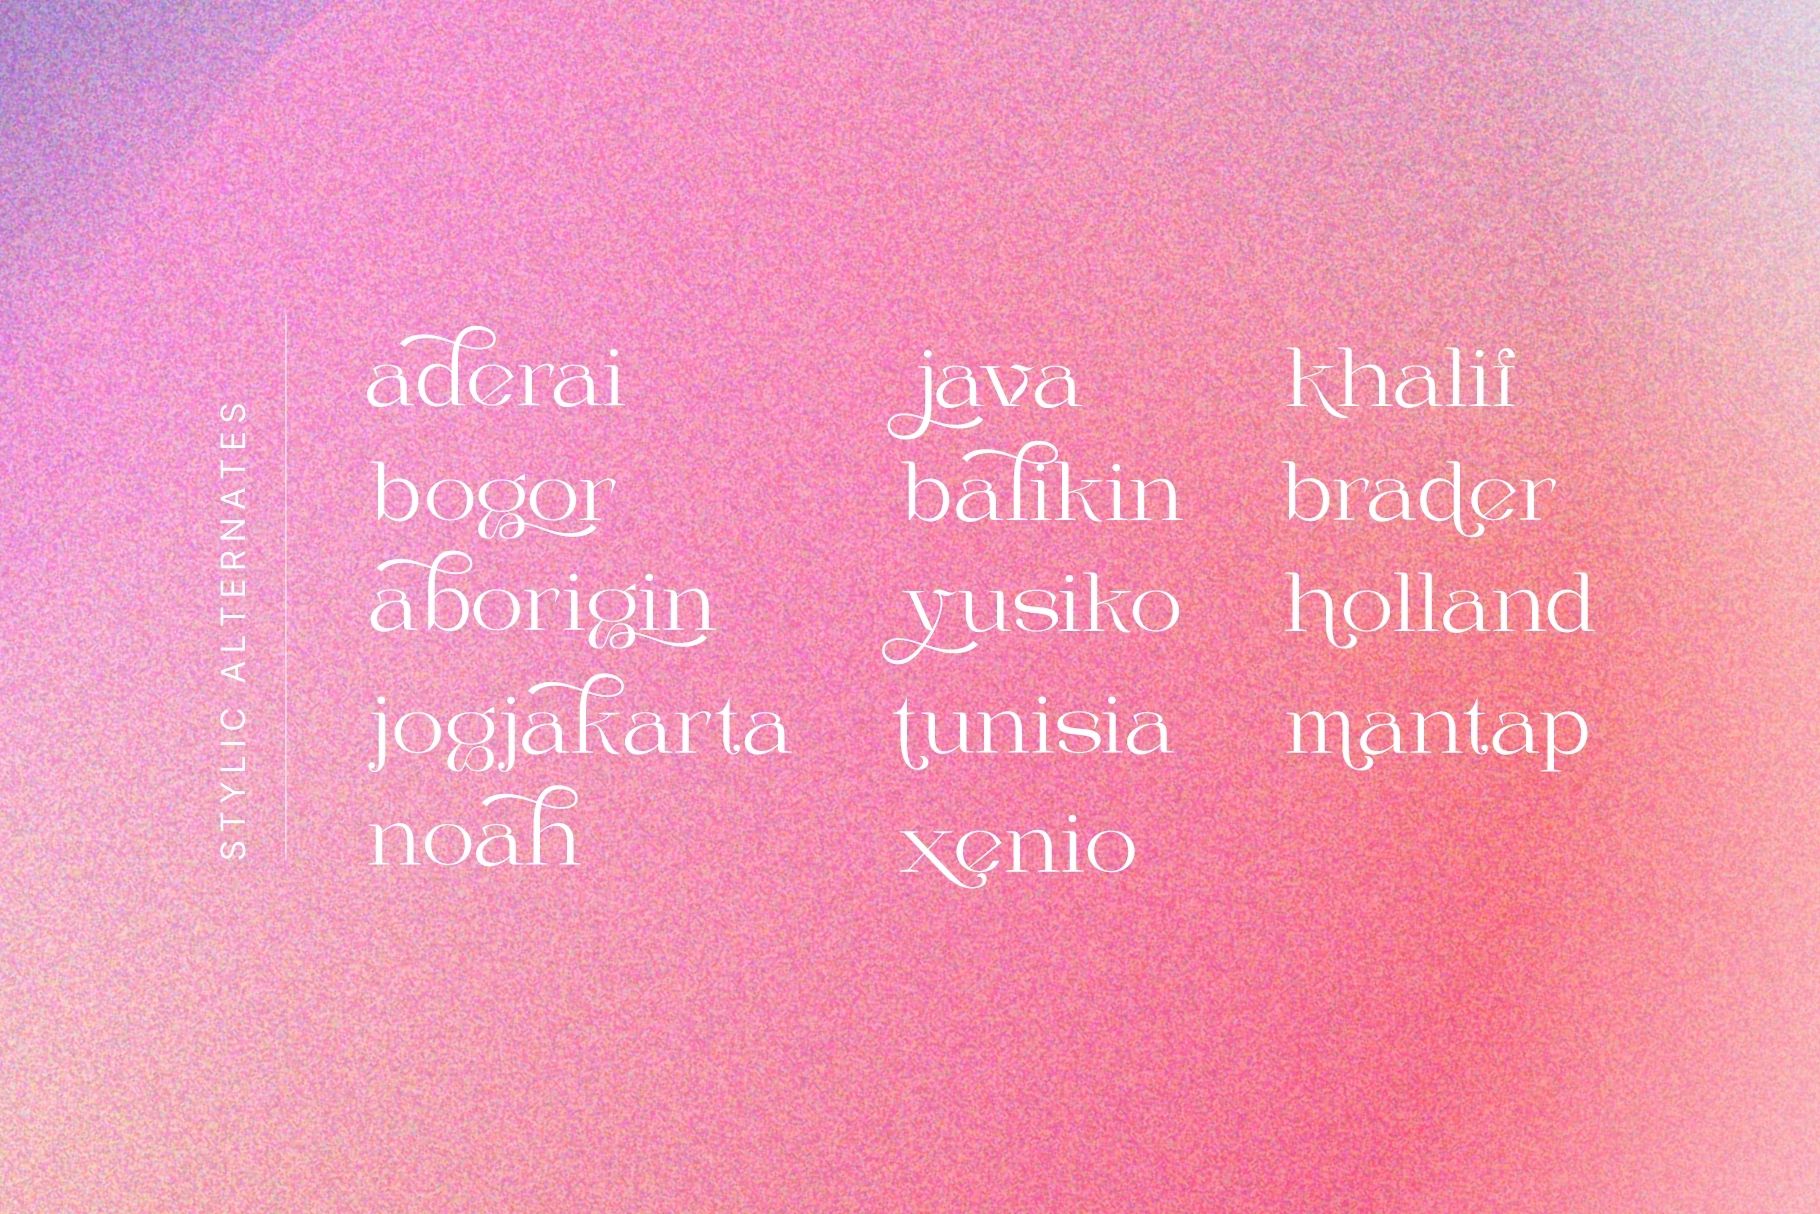 STYLIC ALTERNATES
aderai
bogor
aborigin
jogjakarta
noah
java
balikin
yusiko
tunisia
xenio
khalif
brader
holland
mantap